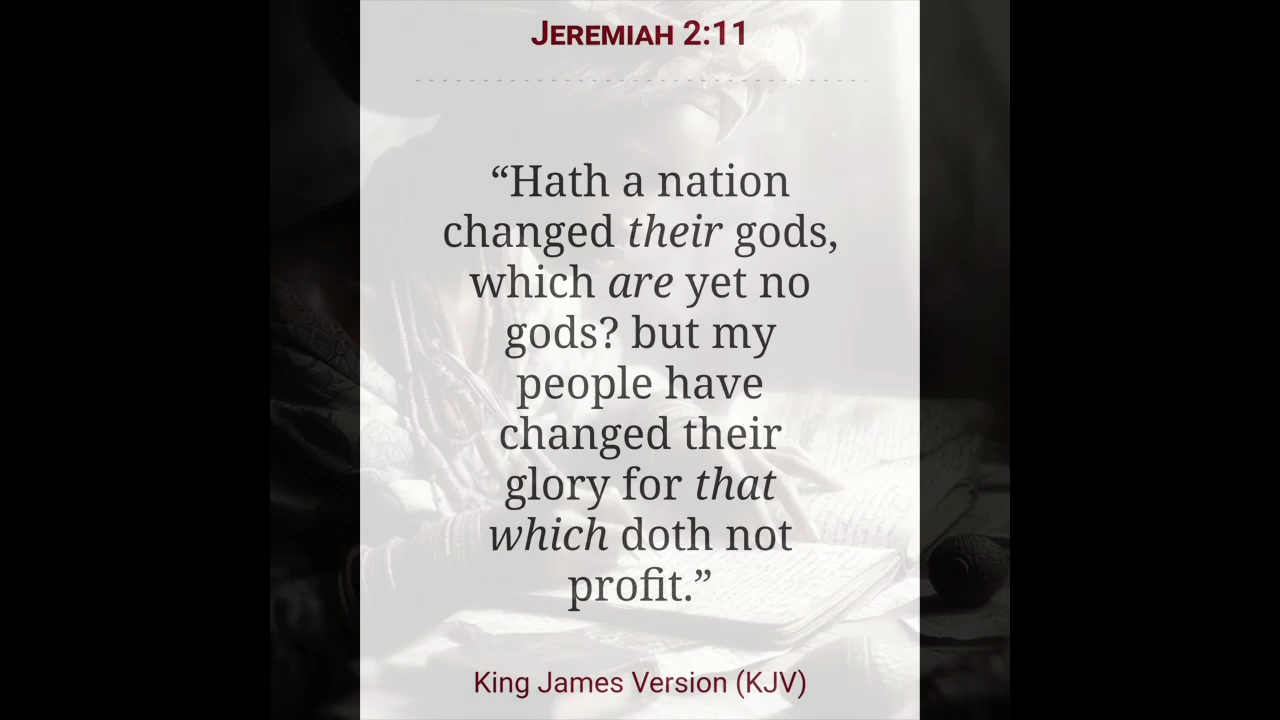 Jeremiah 2:11
“Hath a nation
changed their gods,
which are yet no
gods? but my
people have
changed their
glory for that
which doth not
profit.”
King James Version (KJV)